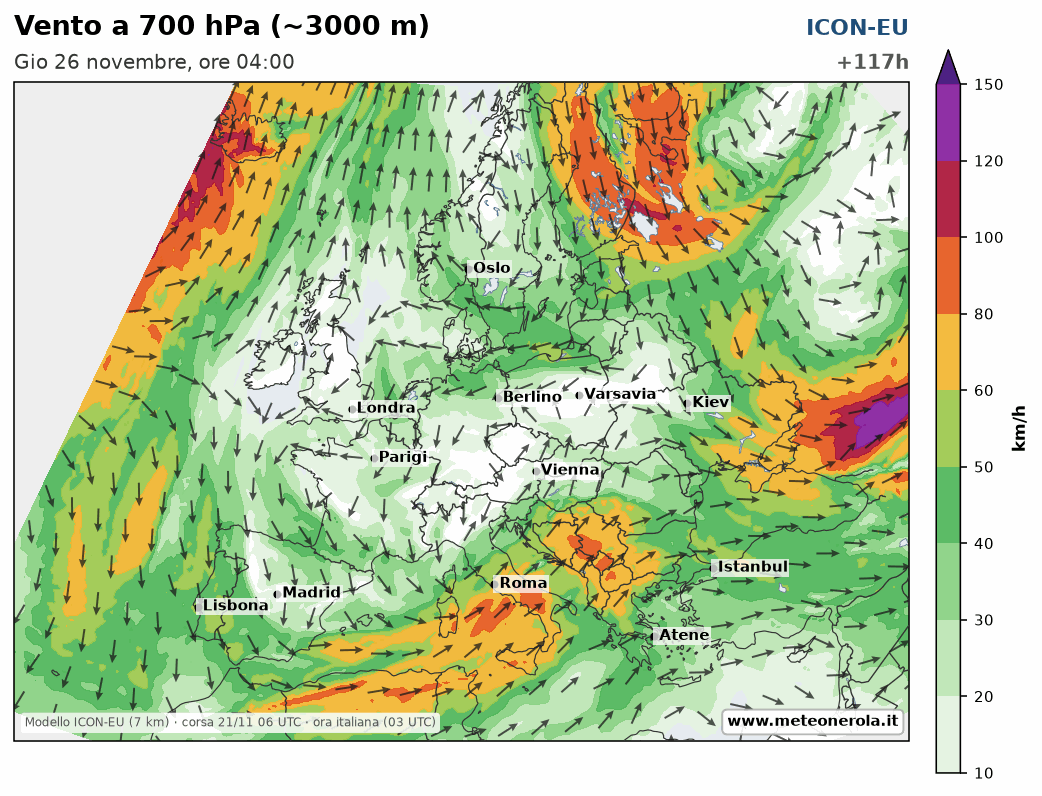 Vento a 700 hPa (~3000 m)
ICON-EU
Gio 26 novembre, ore 04:00
+117h
150
120
100
80
60
50
40
30
20
10
km/h
Oslo
Berlino
Varsavia
Kiev
Londra
Parigi
Vienna
Istanbul
Roma
Madrid
Lisbona
Atene
Modello ICON-EU (7 km) · corsa 21/11 06 UTC · ora italiana (03 UTC)
www.meteonerola.it